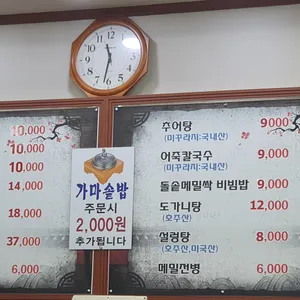 10,000
10,000
10,000
14,000
18,000
37,000
6,000
가마솥밥
주문시
2,000원
추가됩니다
추어탕 9000
(미꾸라지:국내산)
어죽칼국수 9,000
(미꾸라지:국내산)
돌솥메밀싹 비빔밥 9,000
도가니탕 12,000
(호주산)
설렁탕 8,000
(호주산,미국산)
메밀전병 6,000